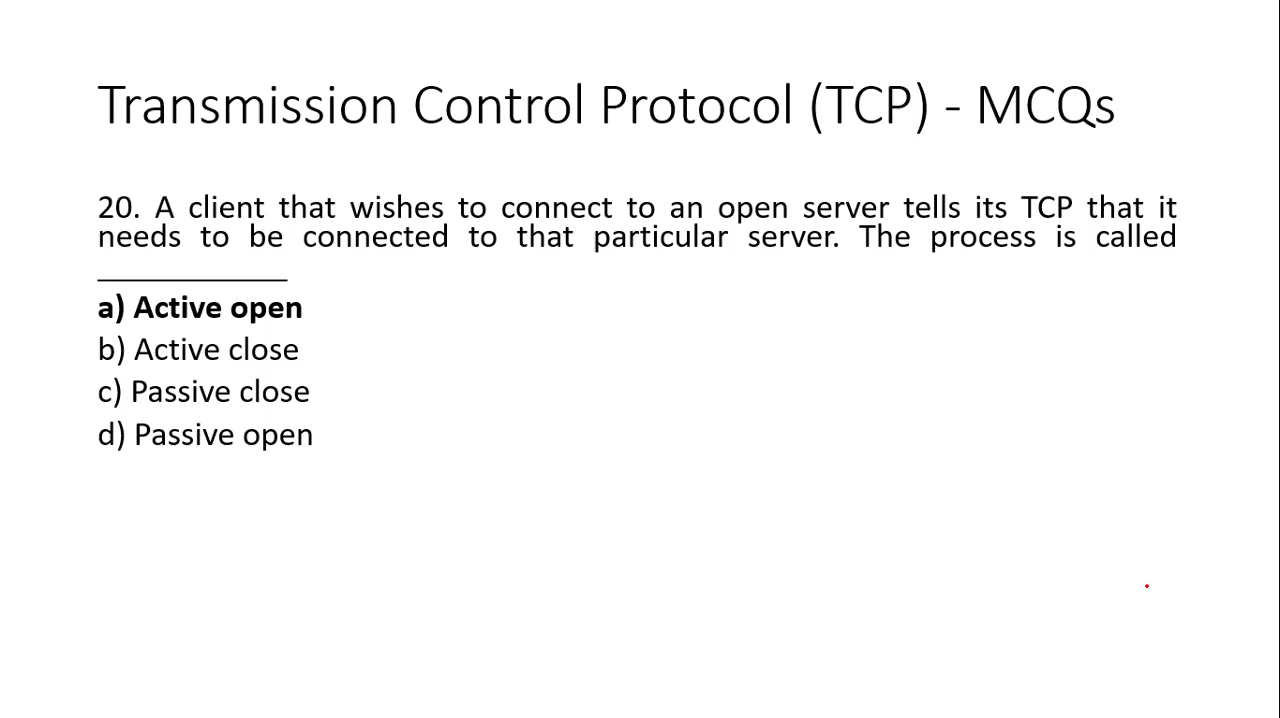 Transmission Control Protocol (TCP) - MCQs
20. A client that wishes to connect to an open server tells its TCP that it
needs to be connected to that particular server. The process is called
____________
a) Active open
b) Active close
c) Passive close
d) Passive open